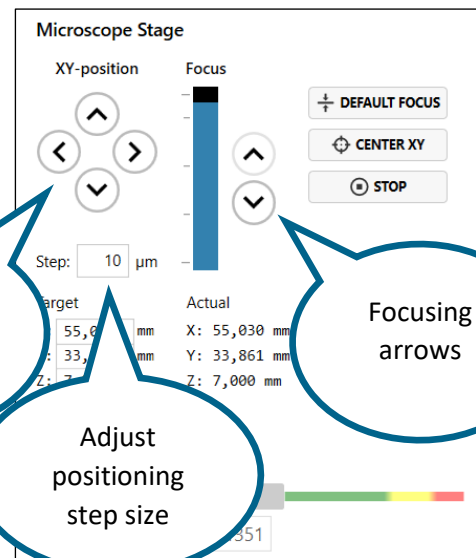 Microscope Stage
XY-position Focus
DEFAULT FOCUS
CENTER XY
STOP
Step: 10 µm
Actual
55,0 mm X: 55,030 mm
33, mm Y: 33,861 mm
Z: 7, Z: 7,000 mm
Focusing
arrows
Adjust
positioning
step size
351